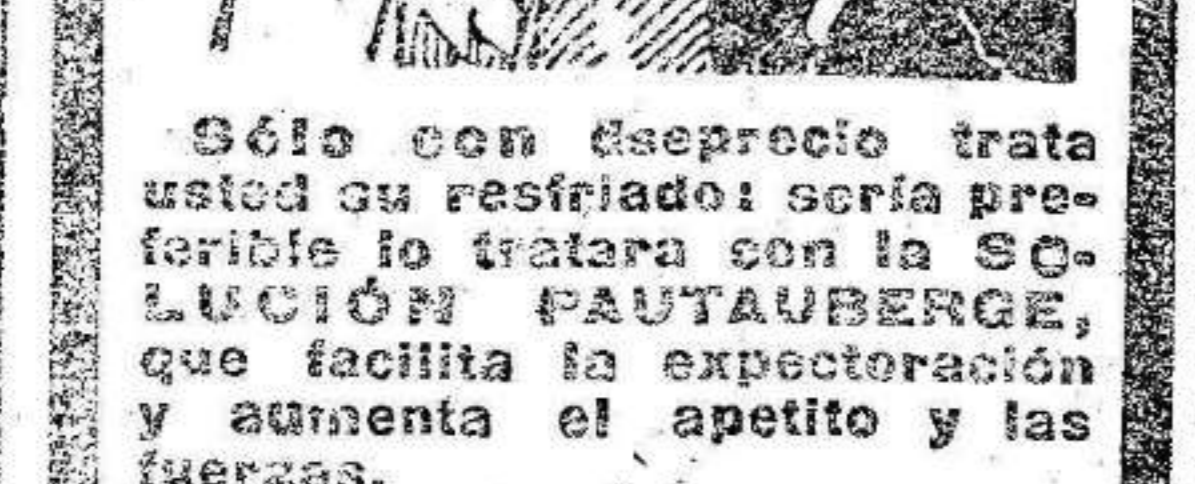 Sólo con dseprecio trata
usted su resfriado: sería pre-
ferible lo tratara con la SO-
LUCIÓN PAUTAUBERGE,
que facilita la expectoración
y aumenta el apetito y las
fuerzas.